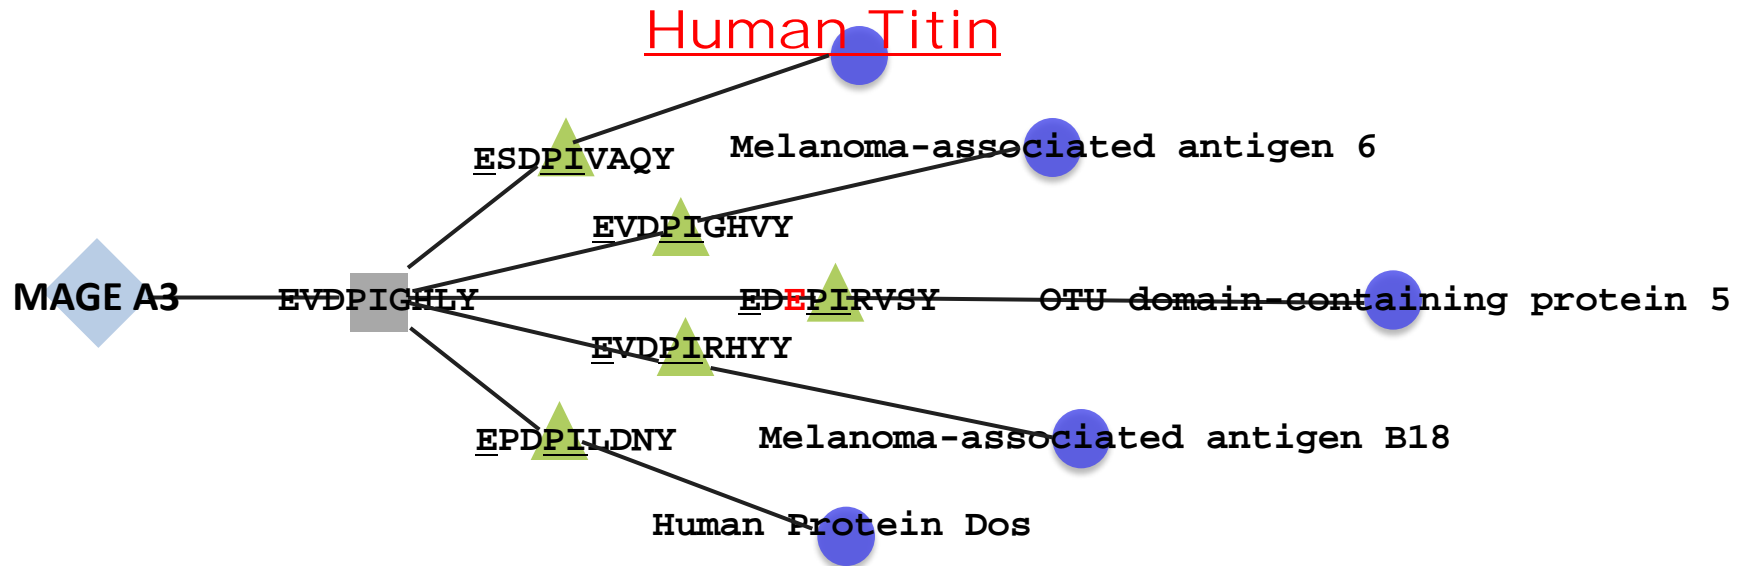 Human Titin
ESDPIVAQY
Melanoma-associated antigen 6
EVDPIGHVY
MAGE A3
EVDPIGHLY
EDEPIRVSY
OTU domain-containing protein 5
EVDPIRHYY
EPDPILDNY
Melanoma-associated antigen B18
Human Protein Dos